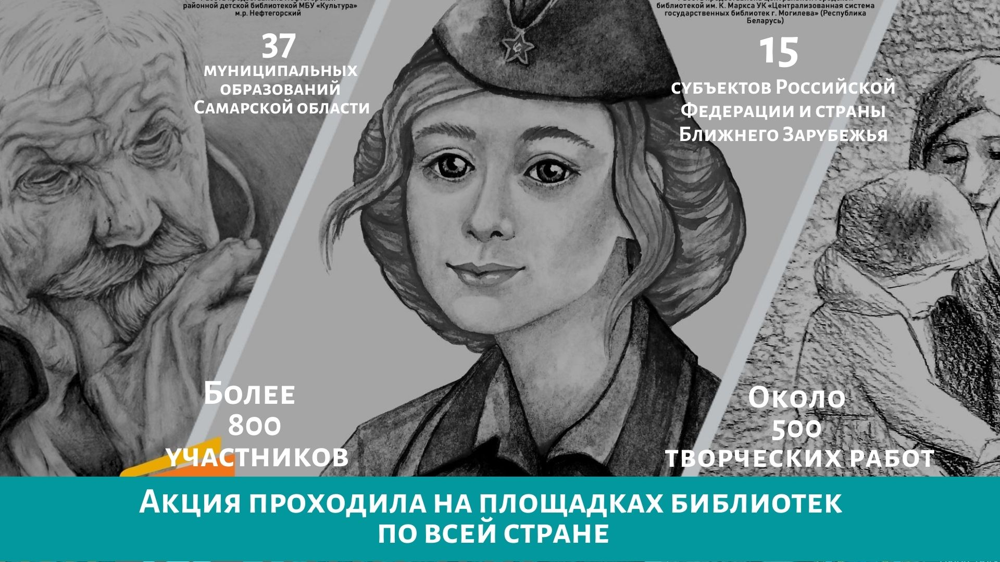 районной детской библиотекой МБУ «Культура»
м.р. Нефтегорский
библиотекой им. К. Маркса УК «Централизованная система
государственных библиотек г. Могилева» (Республика
Беларусь)
37
муниципальных
образований
Самарской области
15
субъектов Российской
Федерации и страны
Ближнего Зарубежья
Более
800
участников
Около
500
творческих работ
Акция проходила на площадках библиотек
по всей стране